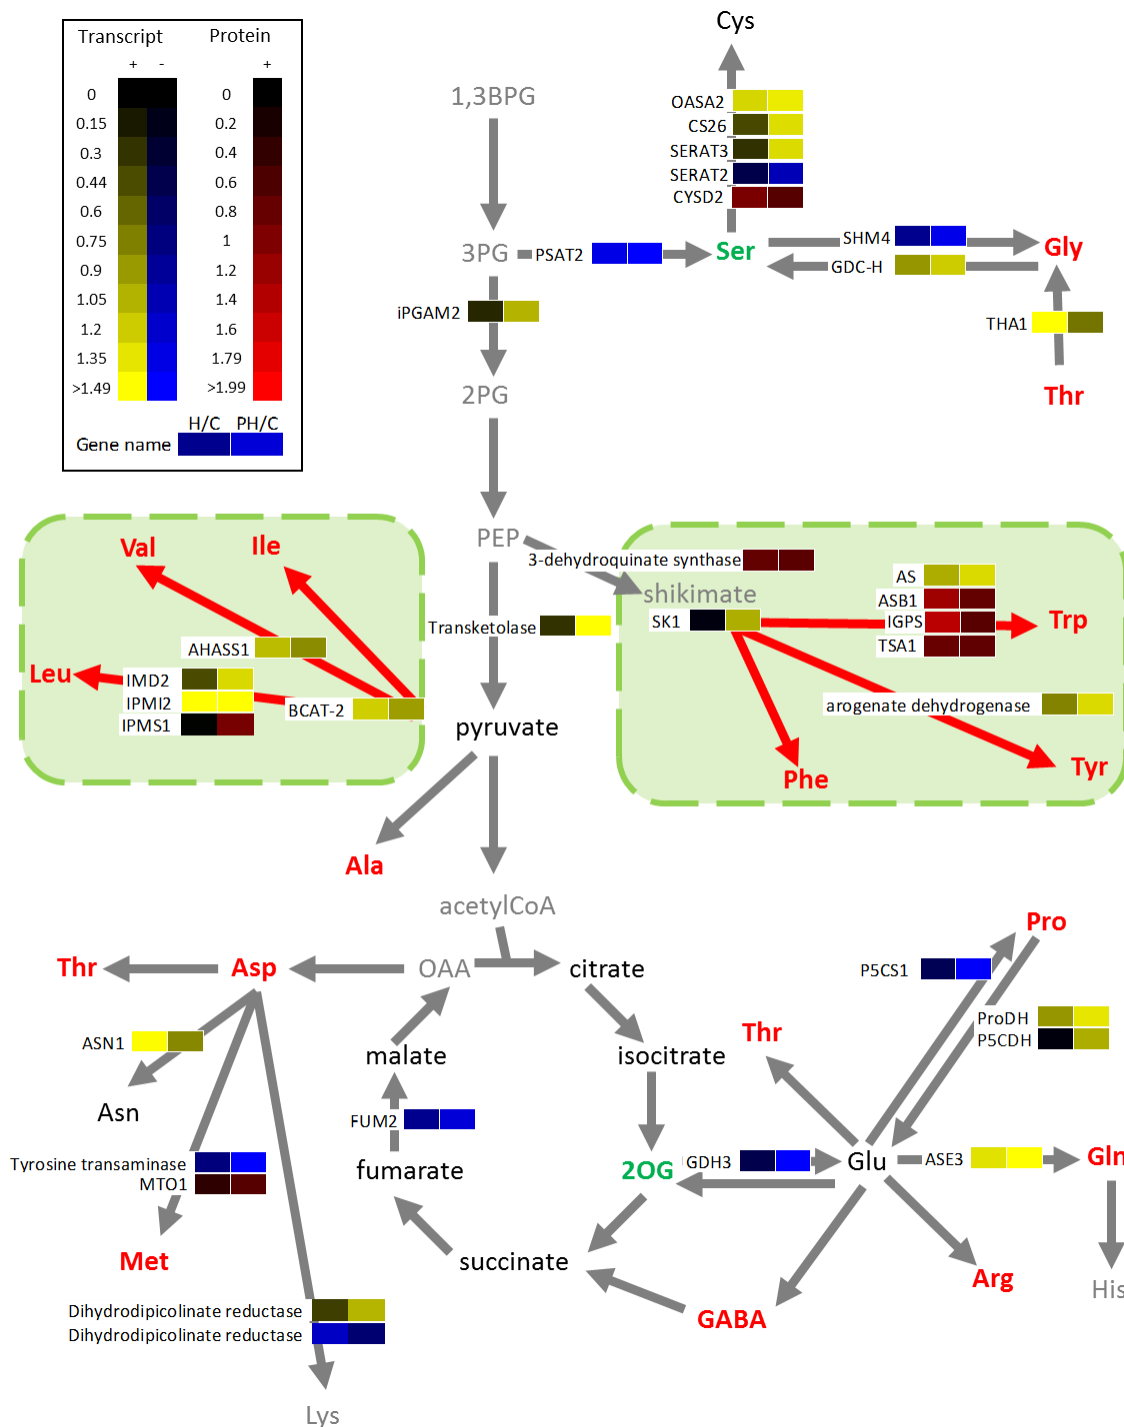 Transcript Protein
+ - +
0 0
0.15 0.2
0.3 0.4
0.44 0.6
0.6 0.8
0.75 1
0.9 1.2
1.05 1.4
1.2 1.6
1.35 1.79
>1.49 >1.99
H/C PH/C
Gene name
Cys
1,3BPG
OASA2
CS26
SERAT3
SERAT2
CYSD2
3PG
PSAT2
Ser
SHM4
Gly
GDC-H
iPGAM2
THA1
2PG
Thr
PEP
Val
Ile
3-dehydroquinate synthase
shikimate
AS
ASB1
IGPS
TSA1
Trp
SK1
Transketolase
AHASS1
Leu
IMD2
IPMI2
IPMS1
BCAT-2
arogenate dehydrogenase
pyruvate
Phe
Tyr
Ala
acetylCoA
Pro
Thr
Asp
OAA
citrate
P5CS1
ProDH
P5CDH
ASN1
malate
isocitrate
Thr
Asn
FUM2
Tyrosine transaminase
MTO1
fumarate
2OG
GDH3
Glu
ASE3
Gln
Met
succinate
Arg
His
GABA
Dihydrodipicolinate reductase
Dihydrodipicolinate reductase
Lys